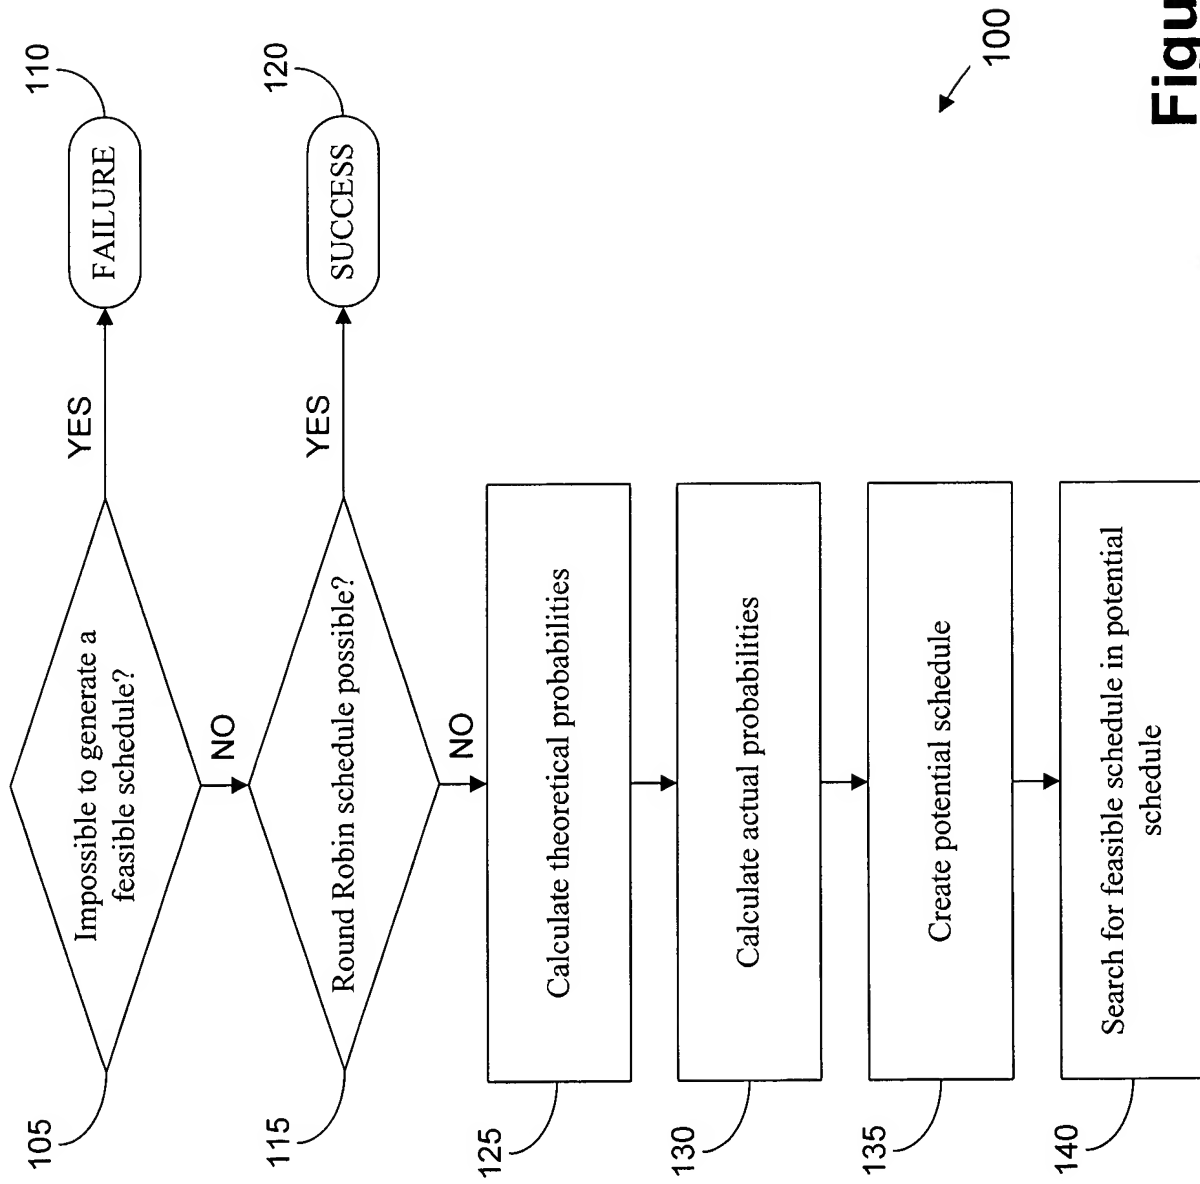 105
Impossible to generate a
feasible schedule?
YES
FAILURE
110
NO
115
Round Robin schedule possible?
YES
SUCCESS
120
NO
125
Calculate theoretical probabilities
130
Calculate actual probabilities
135
Create potential schedule
140
Search for feasible schedule in potential
schedule
100